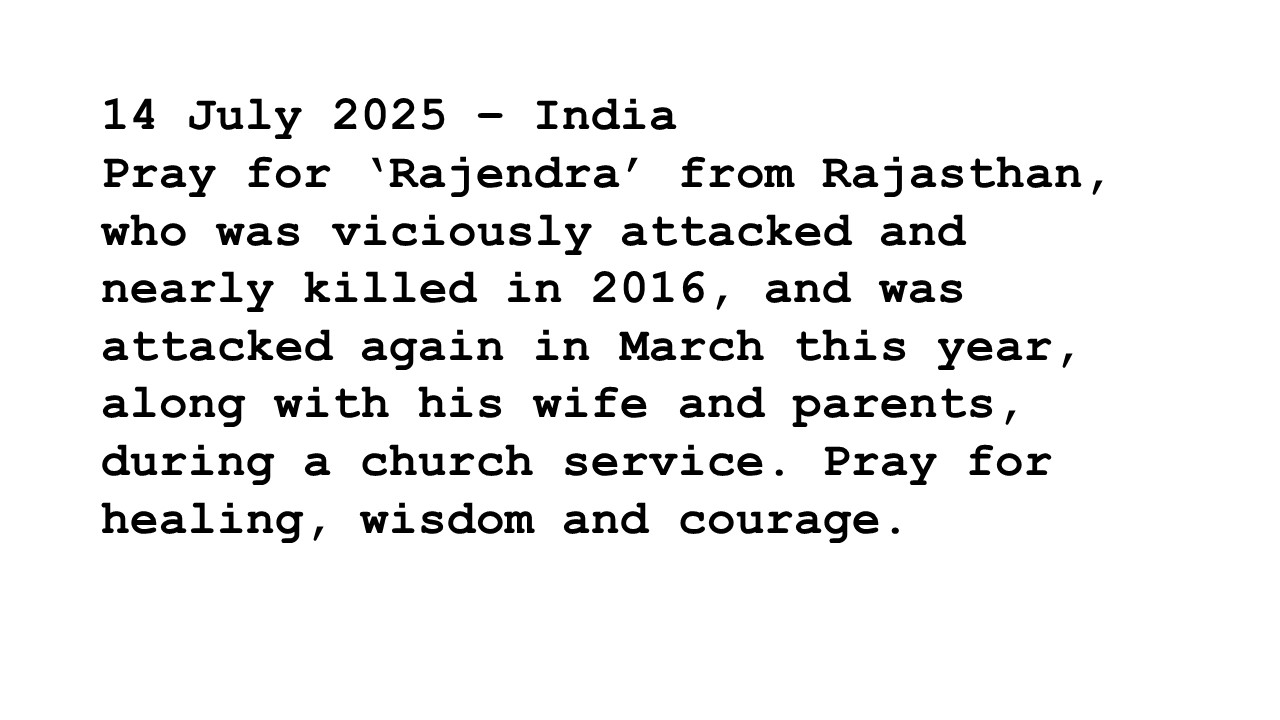 14 July 2025 – India
Pray for ‘Rajendra’ from Rajasthan,
who was viciously attacked and
nearly killed in 2016, and was
attacked again in March this year,
along with his wife and parents,
during a church service. Pray for
healing, wisdom and courage.